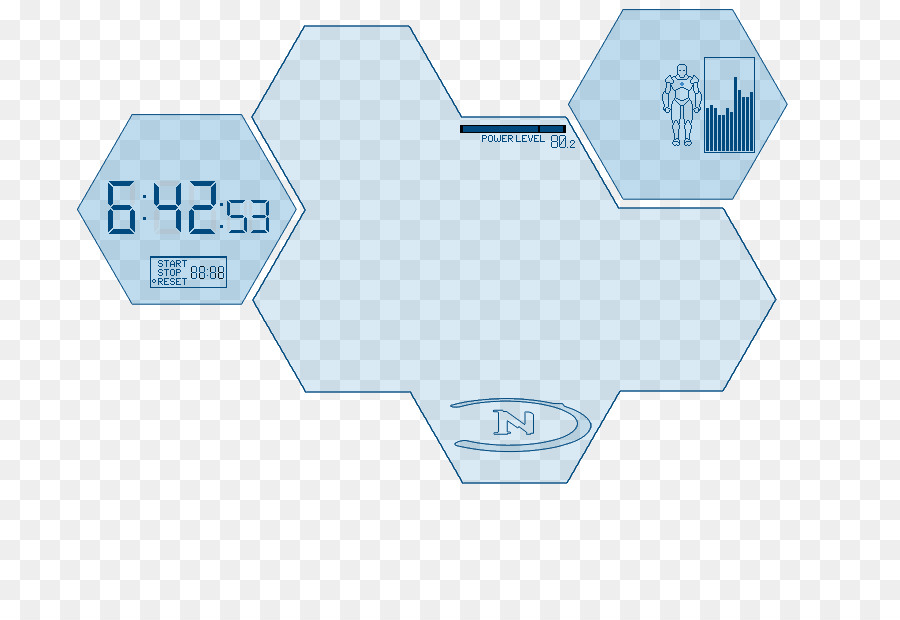 POWER LEVEL 80.2
6:42:53
START
STOP 88:88
RESET
N